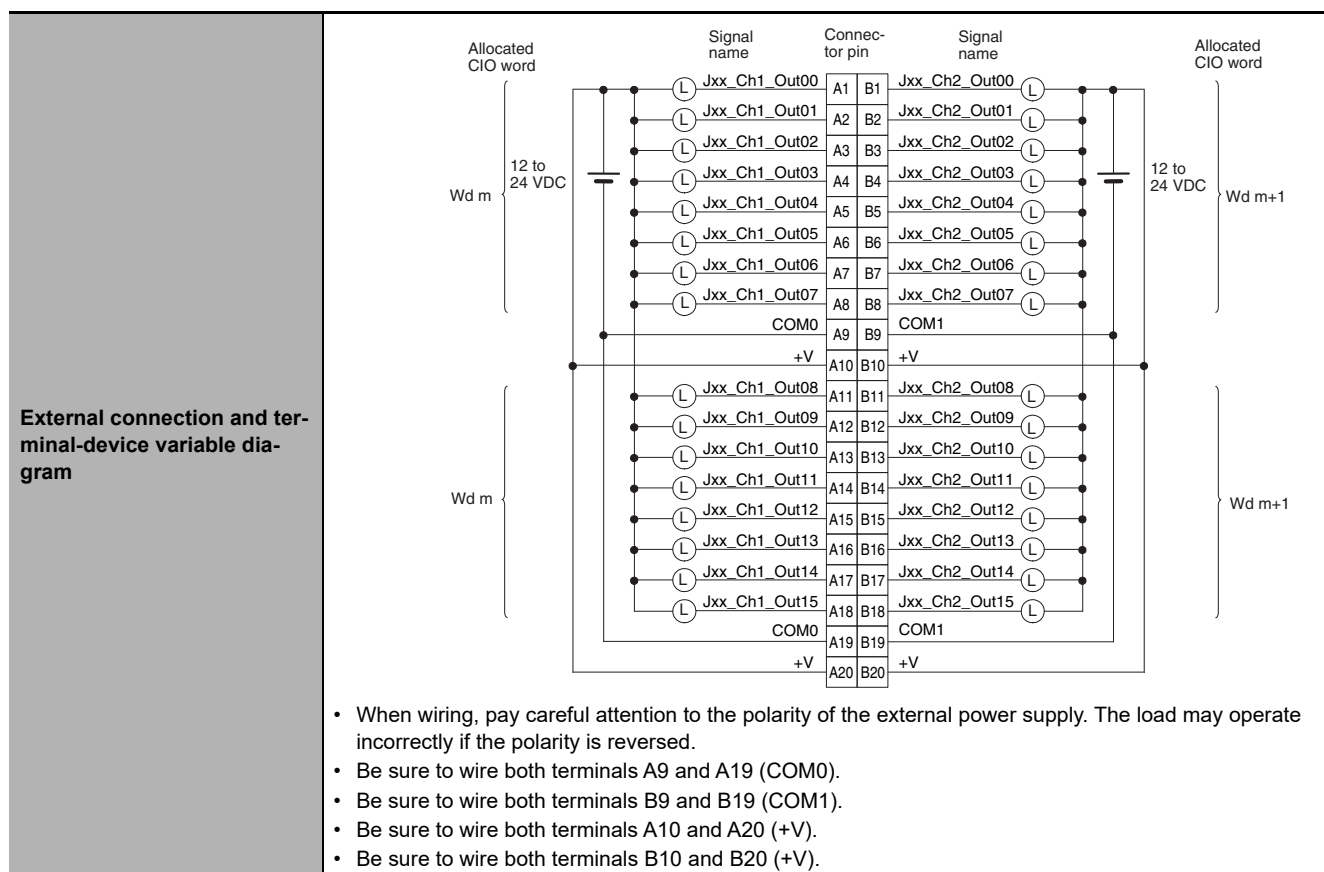 External connection and ter-
minal-device variable dia-
gram
Allocated
CIO word
Signal
name
Connec-
tor pin
Signal
name
Allocated
CIO word
L Jxx_Ch1_Out00 A1 B1 Jxx_Ch2_Out00 L
L Jxx_Ch1_Out01 A2 B2 Jxx_Ch2_Out01 L
L Jxx_Ch1_Out02 A3 B3 Jxx_Ch2_Out02 L
12 to
24 VDC
L Jxx_Ch1_Out03 A4 B4 Jxx_Ch2_Out03 L
12 to
24 VDC
Wd m
Wd m+1
L Jxx_Ch1_Out04 A5 B5 Jxx_Ch2_Out04 L
L Jxx_Ch1_Out05 A6 B6 Jxx_Ch2_Out05 L
L Jxx_Ch1_Out06 A7 B7 Jxx_Ch2_Out06 L
L Jxx_Ch1_Out07 A8 B8 Jxx_Ch2_Out07 L
COM0 A9 B9 COM1
+V A10 B10 +V
L Jxx_Ch1_Out08 A11 B11 Jxx_Ch2_Out08 L
L Jxx_Ch1_Out09 A12 B12 Jxx_Ch2_Out09 L
L Jxx_Ch1_Out10 A13 B13 Jxx_Ch2_Out10 L
L Jxx_Ch1_Out11 A14 B14 Jxx_Ch2_Out11 L
Wd m
Wd m+1
L Jxx_Ch1_Out12 A15 B15 Jxx_Ch2_Out12 L
L Jxx_Ch1_Out13 A16 B16 Jxx_Ch2_Out13 L
L Jxx_Ch1_Out14 A17 B17 Jxx_Ch2_Out14 L
L Jxx_Ch1_Out15 A18 B18 Jxx_Ch2_Out15 L
COM0 A19 B19 COM1
+V A20 B20 +V
• When wiring, pay careful attention to the polarity of the external power supply. The load may operate
incorrectly if the polarity is reversed.
• Be sure to wire both terminals A9 and A19 (COM0).
• Be sure to wire both terminals B9 and B19 (COM1).
• Be sure to wire both terminals A10 and A20 (+V).
• Be sure to wire both terminals B10 and B20 (+V).